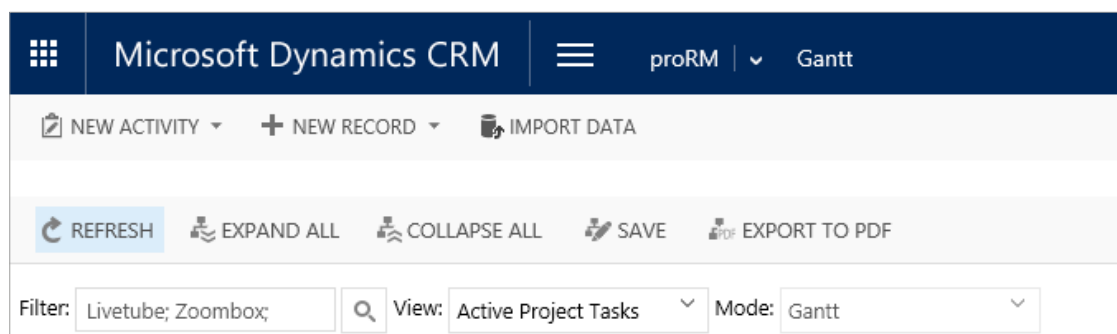 Microsoft Dynamics CRM proRM Gantt
NEW ACTIVITY NEW RECORD IMPORT DATA
REFRESH EXPAND ALL COLLAPSE ALL SAVE PDF EXPORT TO PDF
Filter: Livetube; Zoombox; View: Active Project Tasks Mode: Gantt